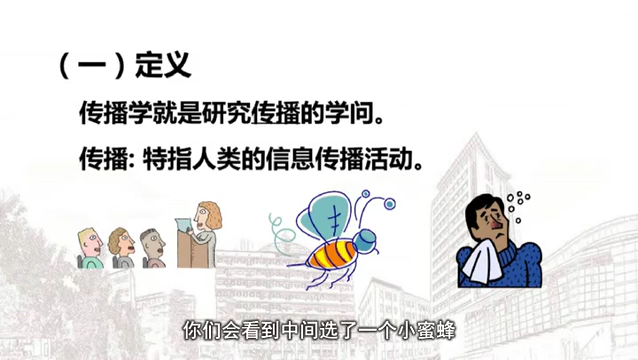 （一）定义
传播学就是研究传播的学问。
传播：特指人类的信息传播活动。
你们会看到中间选了一个小蜜蜂